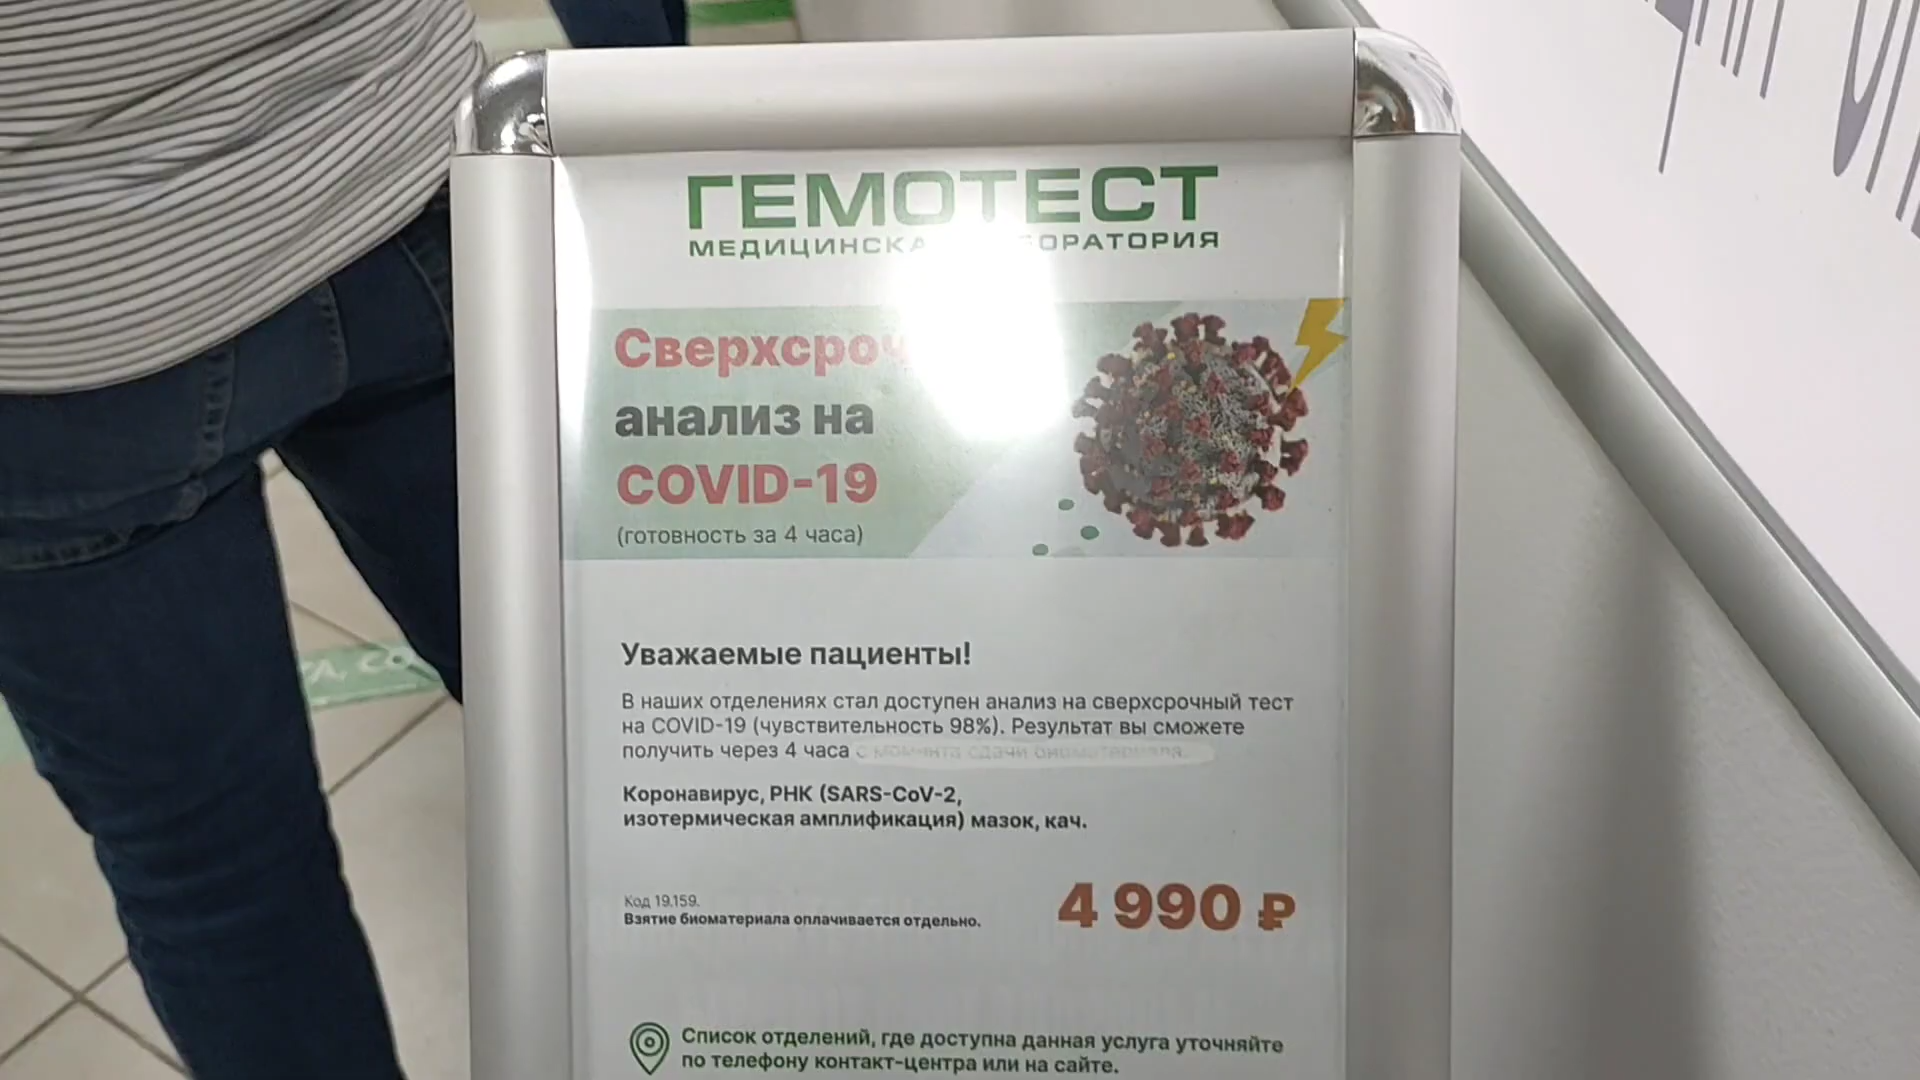 ГЕМОТЕСТ
анализ на
COVID-19
(готовность за 4 часа)
Уважаемые пациенты!
В наших отделениях стал доступен анализ на сверхсрочный тест
на COVID-19 (чувствительность 98%). Результат вы сможете
получить через 4 часа
Коронавирус, РНК (SARS-CoV-2,
изотермическая амплификация) мазок, кач.
Код 19.159.
Взятие биоматериала оплачивается отдельно.
4 990 ₽
Список отделений, где доступна данная услуга уточняйте
по телефону контакт-центра или на сайте.